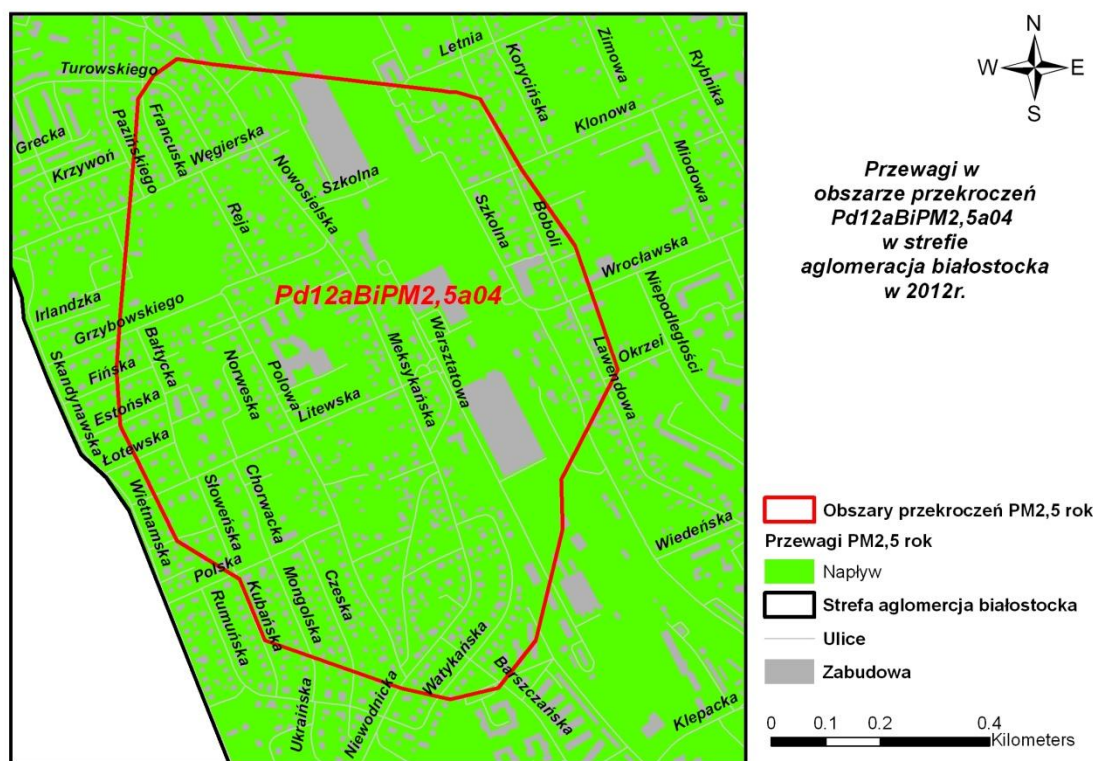 Turowskiego
Letnia
Korycińska
Zimowa
Rybnika
Grecka
Pazińskiego
Francuska
Krzywoń
Węgierska
Nowosielska
Szkolna
Klonowa
Miodowa
Reja
Szkolna
Boboli
Wrocławska
Irlandzka
Grzybowskiego
Pd12aBiPM2,5a04
Niepodległości
Skandynawska
Fińska
Bałtycka
Norweska
Polowa
Meksykańska
Warsztatowa
Lawendowa
Okrzei
Estońska
Litewska
Łotewska
Wietnamska
Słoweńska
Chorwacka
Wiedeńska
Polska
Rumuńska
Kubańska
Mongolska
Czeska
Ukraińska
Niewodnicka
Watykańska
Barszczańska
Klepacka
N
W E
S
Przewagi w
obszarze przekroczeń
Pd12aBiPM2,5a04
w strefie
aglomeracja białostocka
w 2012r.
Obszary przekroczeń PM2,5 rok
Przewagi PM2,5 rok
Napływ
Strefa aglomercja białostocka
Ulice
Zabudowa
0 0.1 0.2 0.4
Kilometers